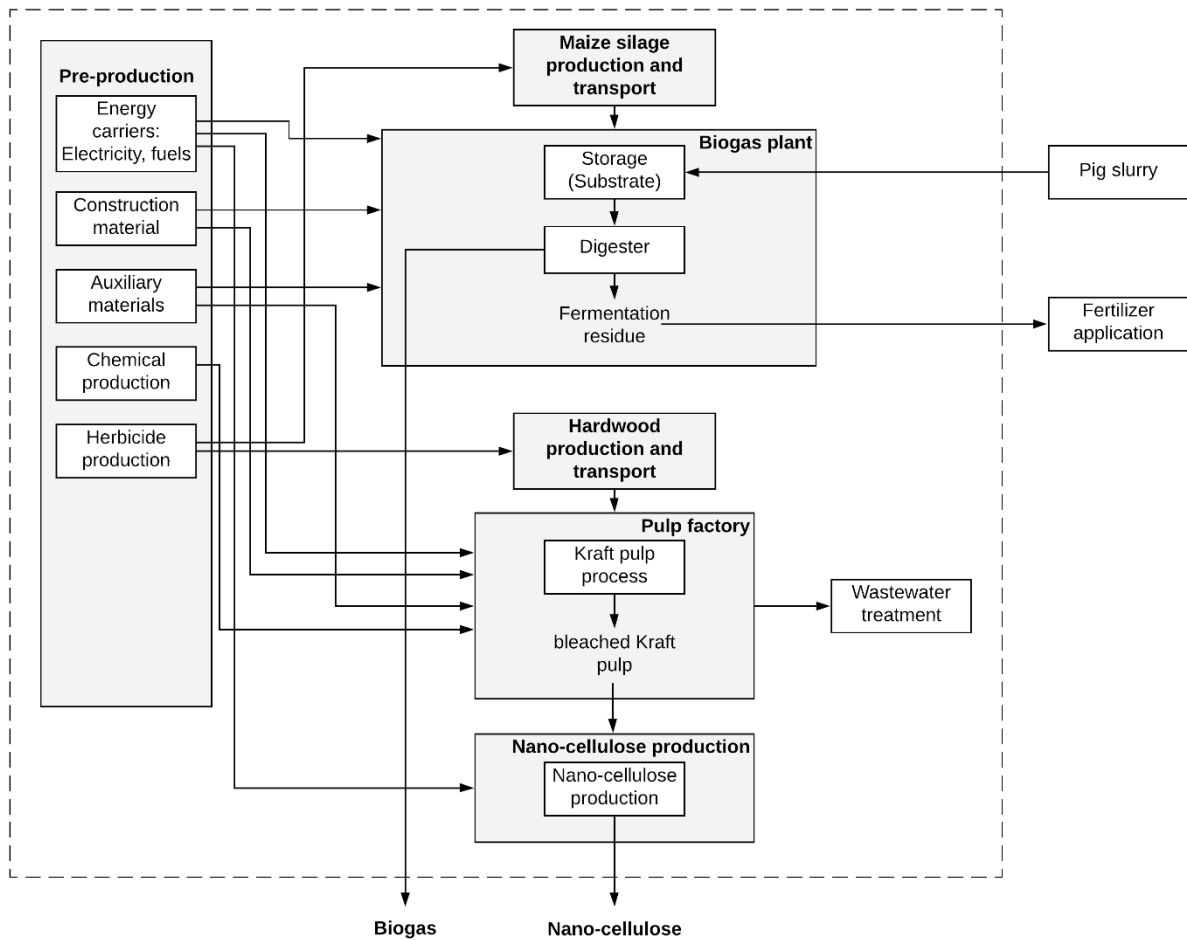 Pre-production
Energy
carriers:
Electricity, fuels
Construction
material
Auxiliary
materials
Chemical
production
Herbicide
production
Maize silage
production and
transport
Biogas plant
Storage
(Substrate)
Digester
Fermentation
residue
Pig slurry
Fertilizer
application
Hardwood
production and
transport
Pulp factory
Kraft pulp
process
bleached Kraft
pulp
Wastewater
treatment
Nano-cellulose production
Nano-cellulose
production
Biogas
Nano-cellulose